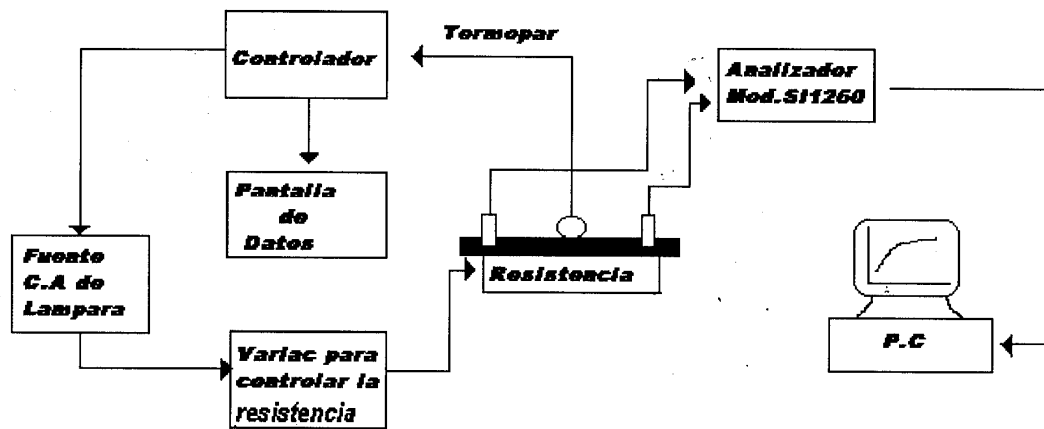 Termopar
Controlador
Analizador
Mod.SI1260
Pantalla
de
Datos
Fuente
C.A de
Lampara
Resistencia
Variac para
controlar la
resistencia
P.C